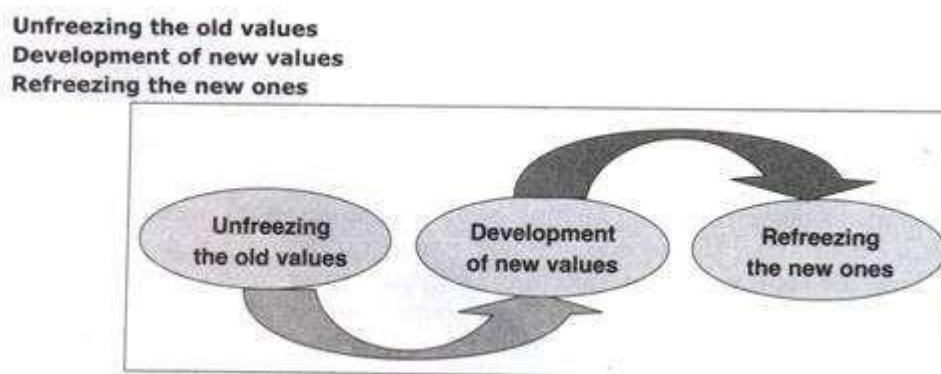 Unfreezing the old values
Development of new values
Refreezing the new ones
Unfreezing
the old values
Development
of new values
Refreezing
the new ones